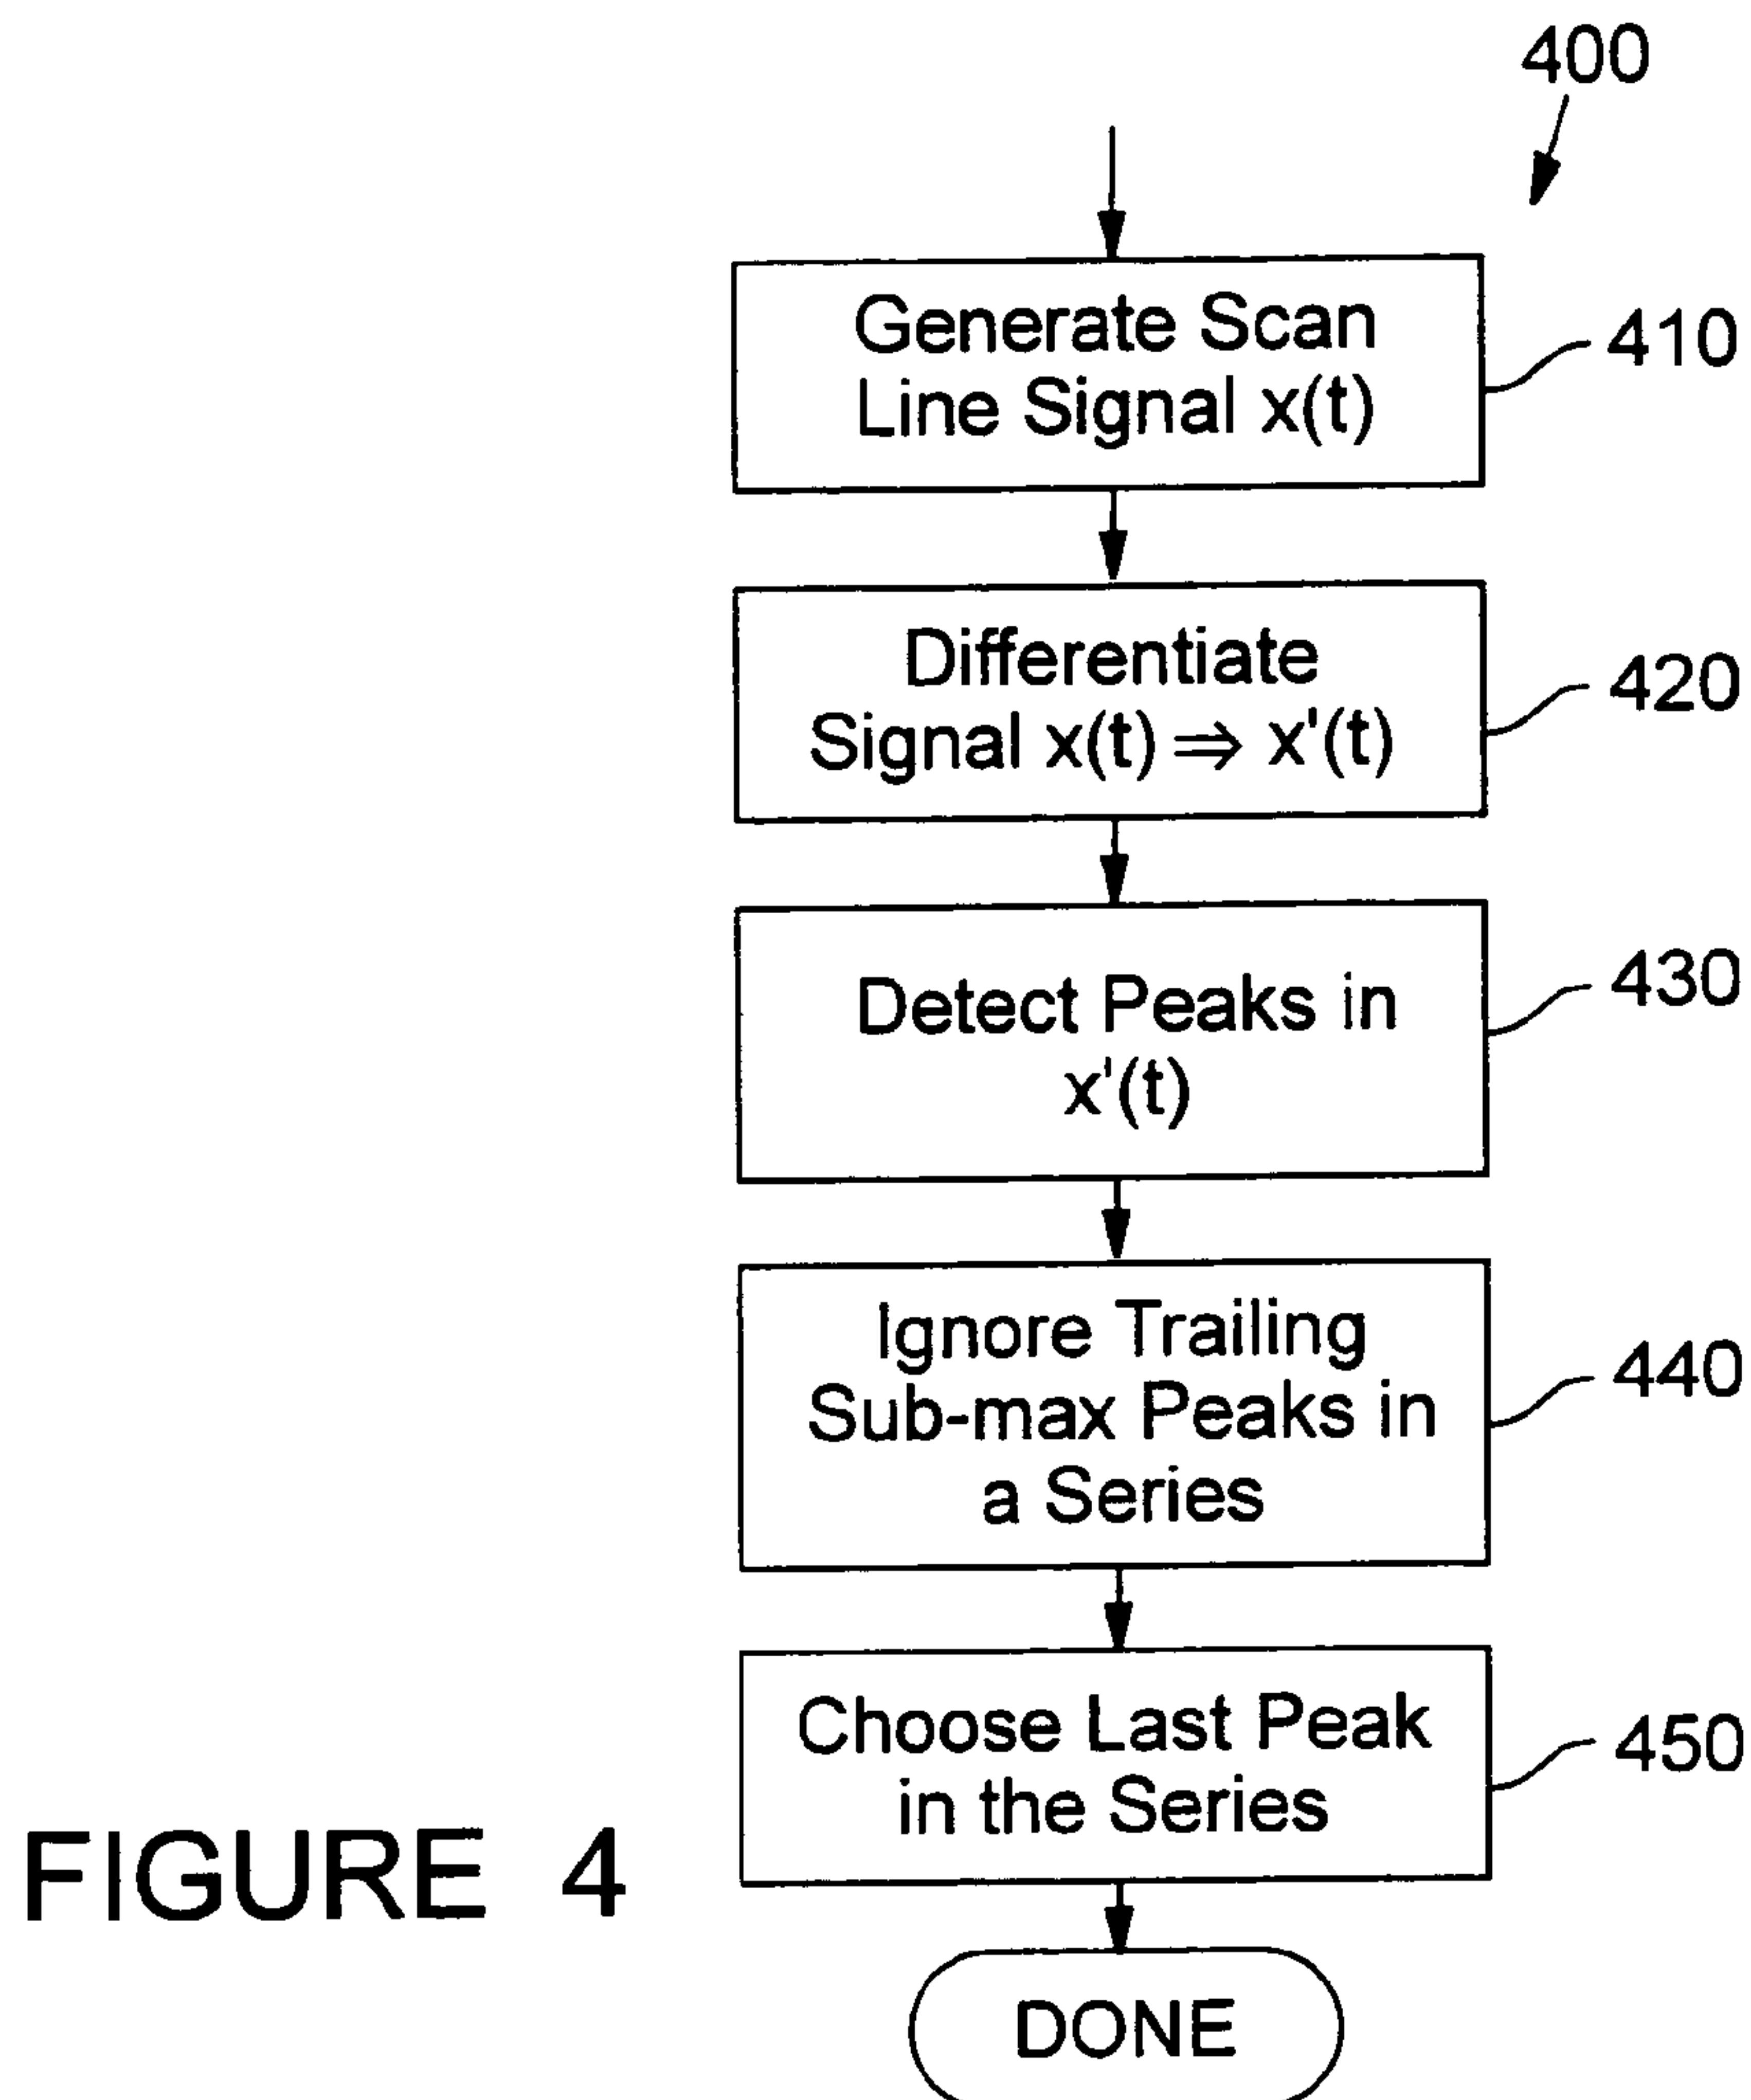 400
Generate Scan
Line Signal x(t)
410
Differentiate
Signal x(t) ⇒ x'(t)
420
Detect Peaks in
x'(t)
430
Ignore Trailing
Sub-max Peaks in
a Series
440
Choose Last Peak
in the Series
450
DONE
FIGURE 4